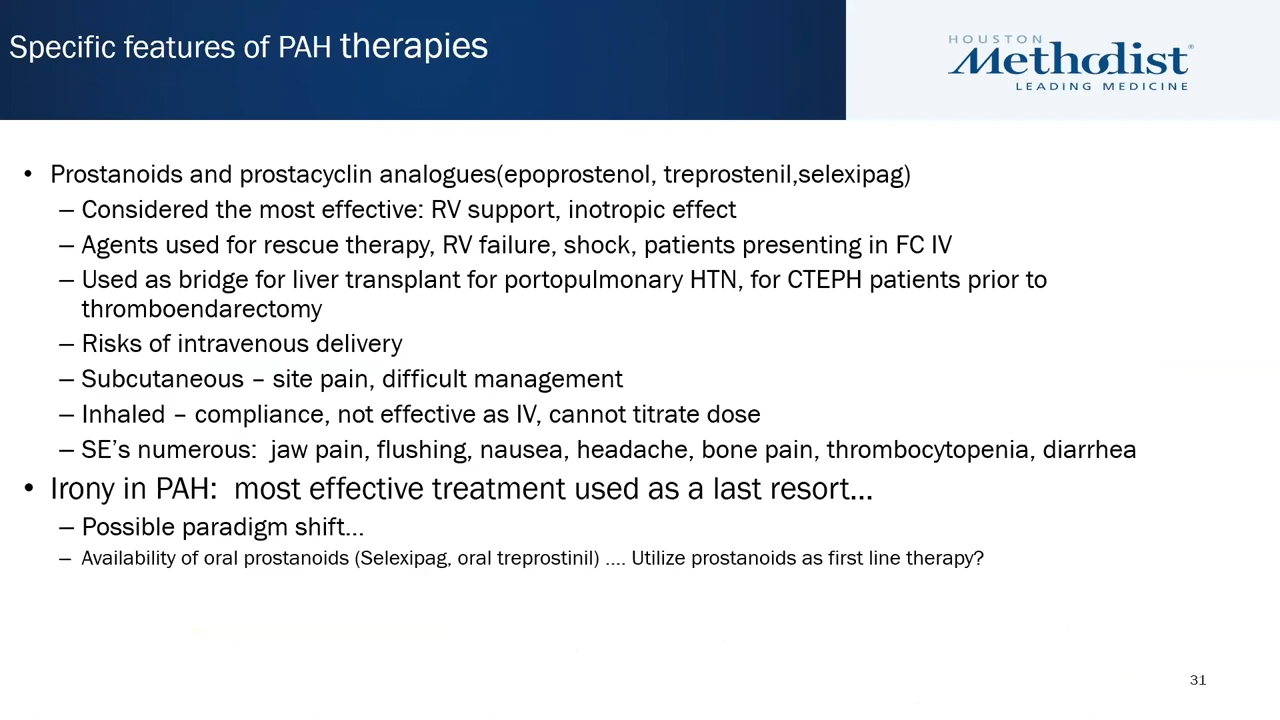 Specific features of PAH therapies
HOUSTON
Methodist®
LEADING MEDICINE
• Prostanoids and prostacyclin analogues(epoprostenol, treprostenil,selexipag)
– Considered the most effective: RV support, inotropic effect
– Agents used for rescue therapy, RV failure, shock, patients presenting in FC IV
– Used as bridge for liver transplant for portopulmonary HTN, for CTEPH patients prior to
thromboendarectomy
– Risks of intravenous delivery
– Subcutaneous – site pain, difficult management
– Inhaled – compliance, not effective as IV, cannot titrate dose
– SE’s numerous:  jaw pain, flushing, nausea, headache, bone pain, thrombocytopenia, diarrhea
• Irony in PAH:  most effective treatment used as a last resort…
– Possible paradigm shift…
– Availability of oral prostanoids (Selexipag, oral treprostinil) …. Utilize prostanoids as first line therapy?
31